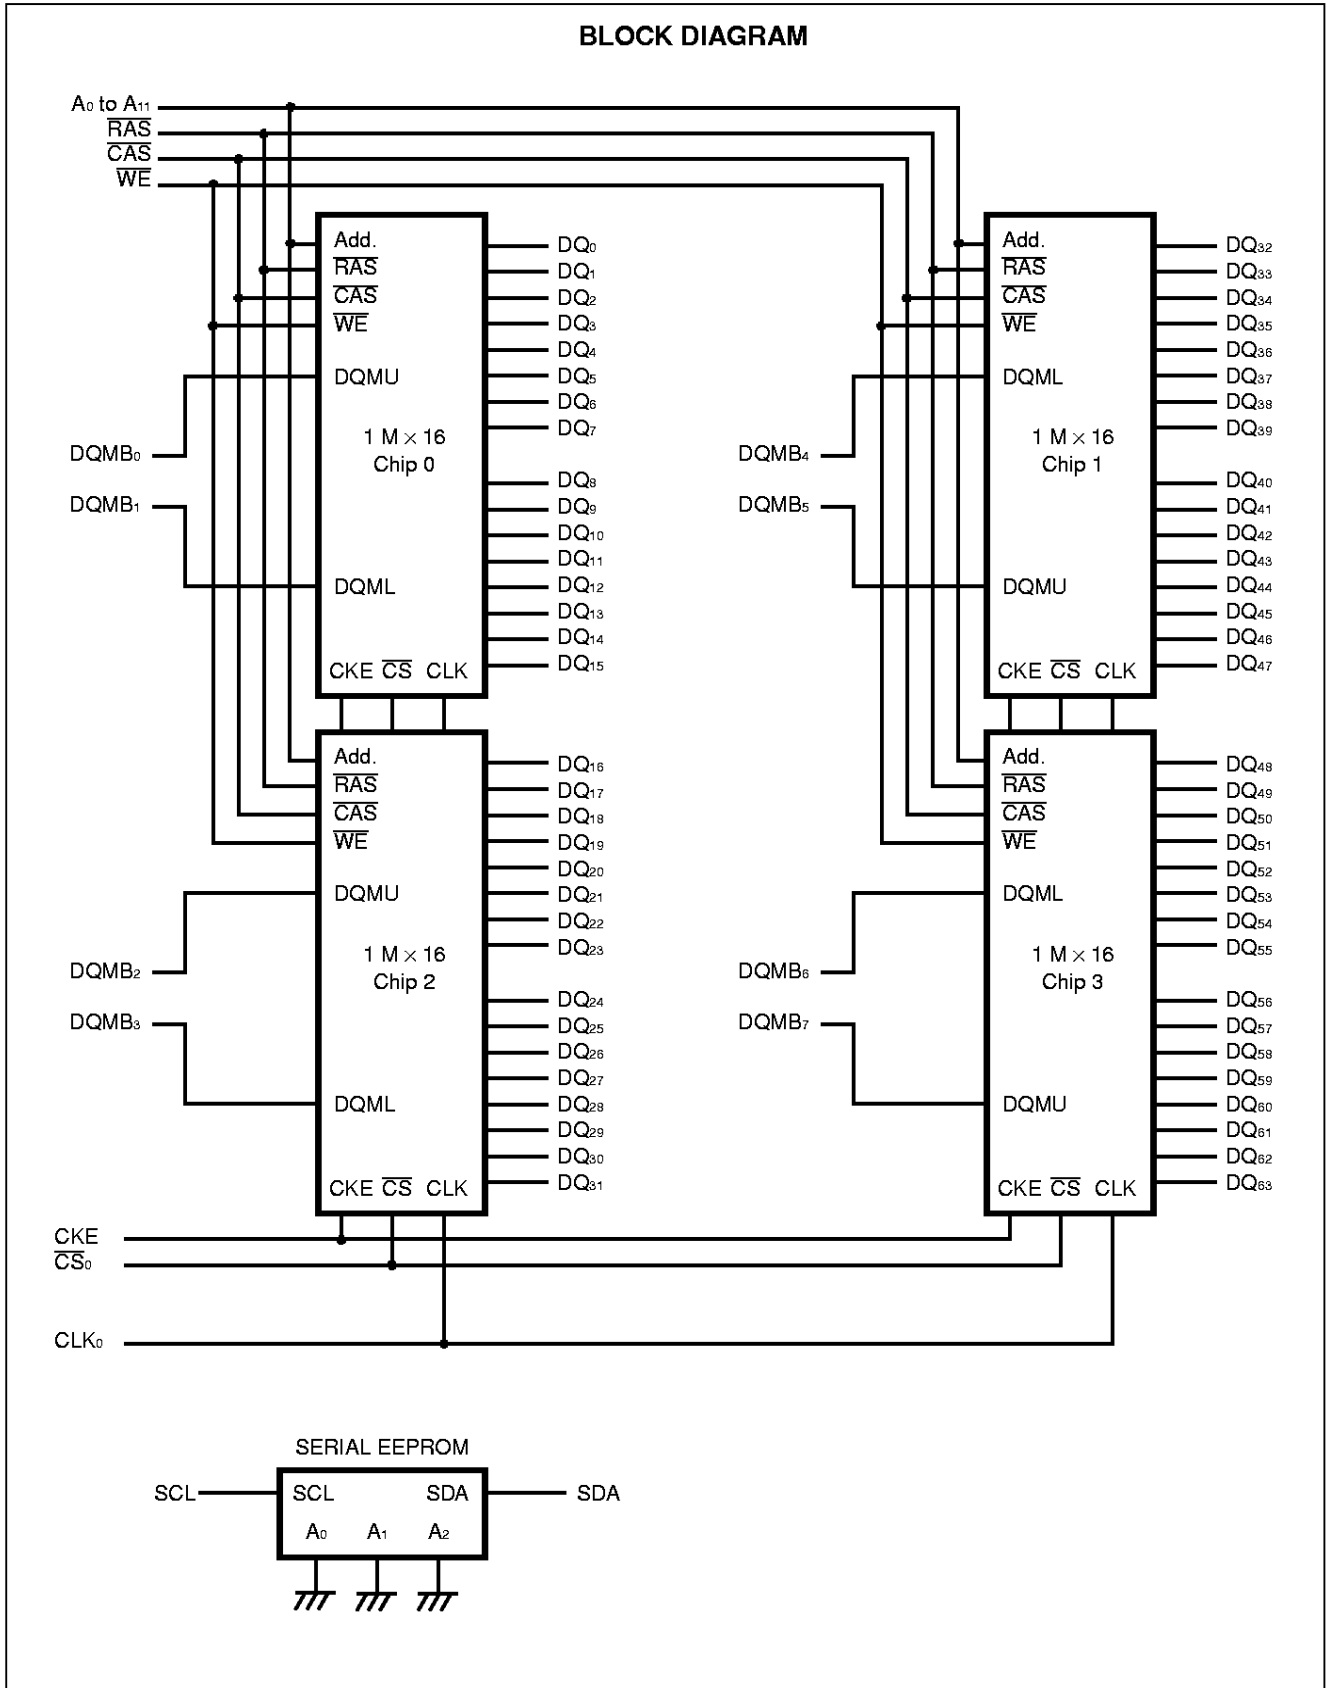 BLOCK DIAGRAM
A0 to A11
RAS
CAS
WE
Add.
RAS
CAS
WE
DQMU
1 M × 16
Chip 0
DQML
CKE CS CLK
DQMB0
DQMB1
DQ0
DQ1
DQ2
DQ3
DQ4
DQ5
DQ6
DQ7
DQ8
DQ9
DQ10
DQ11
DQ12
DQ13
DQ14
DQ15
Add.
RAS
CAS
WE
DQML
1 M × 16
Chip 1
DQMU
CKE CS CLK
DQMB4
DQMB5
DQ32
DQ33
DQ34
DQ35
DQ36
DQ37
DQ38
DQ39
DQ40
DQ41
DQ42
DQ43
DQ44
DQ45
DQ46
DQ47
Add.
RAS
CAS
WE
DQMU
1 M × 16
Chip 2
DQML
CKE CS CLK
DQMB2
DQMB3
DQ16
DQ17
DQ18
DQ19
DQ20
DQ21
DQ22
DQ23
DQ24
DQ25
DQ26
DQ27
DQ28
DQ29
DQ30
DQ31
Add.
RAS
CAS
WE
DQML
1 M × 16
Chip 3
DQMU
CKE CS CLK
DQMB6
DQMB7
DQ48
DQ49
DQ50
DQ51
DQ52
DQ53
DQ54
DQ55
DQ56
DQ57
DQ58
DQ59
DQ60
DQ61
DQ62
DQ63
CKE
CS0
CLK0
SERIAL EEPROM
SCL
SCL SDA
SDA
A0 A1 A2